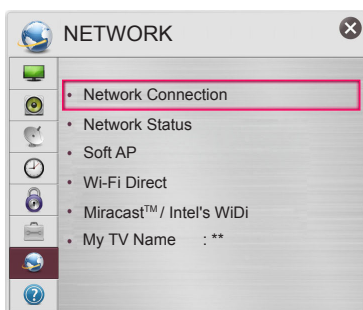 NETWORK
• Network Connection
• Network Status
• Soft AP
• Wi-Fi Direct
• Miracast™ / Intel's WiDi
• My TV Name : **